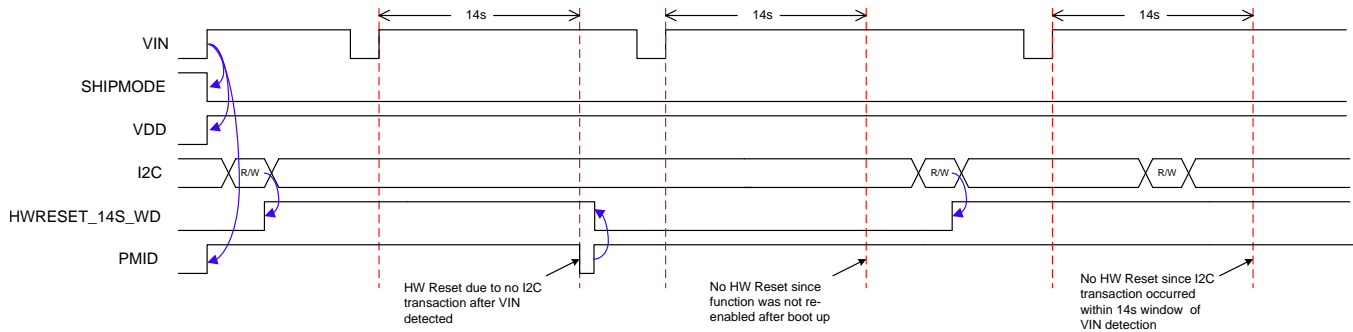 14s
14s
14s
VIN
SHIPMODE
VDD
I2C
R/W
R/W
R/W
HWRESET_14S_WD
PMID
HW Reset due to no I2C
transaction after VIN
detected
No HW Reset since
function was not re-
enabled after boot up
No HW Reset since I2C
transaction occurred
within 14s window of
VIN detection